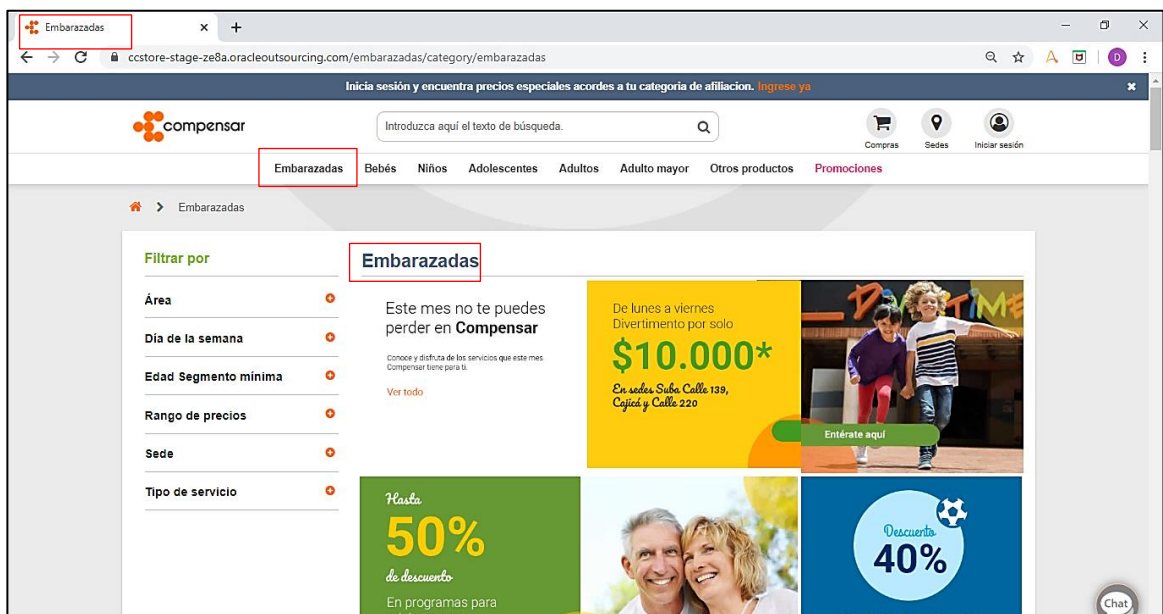 Embarazadas
ccstore-stage-ze8a.oracleoutsourcing.com/embarazadas/category/embarazadas
D
Inicia sesión y encuentra precios especiales acordes a tu categoria de afiliacion. Ingrese ya
compensar
Introduzca aquí el texto de búsqueda.
Compras Sedes Iniciar sesión
Embarazadas Bebés Niños Adolescentes Adultos Adulto mayor Otros productos Promociones
Embarazadas
Filtrar por
Área
Día de la semana
Edad Segmento mínima
Rango de precios
Sede
Tipo de servicio
Embarazadas
Este mes no te puedes
perder en Compensar
Conoce y disfruta de los servicios que este mes
Compensar tiene para ti.
Ver todo
De lunes a viernes
Divertimento por solo
$10.000*
En sedes Suba Calle 139,
Cajicá y Calle 220
Entérate aquí
Hasta
50%
de descuento
En programas para
Descuento
40%
Chat